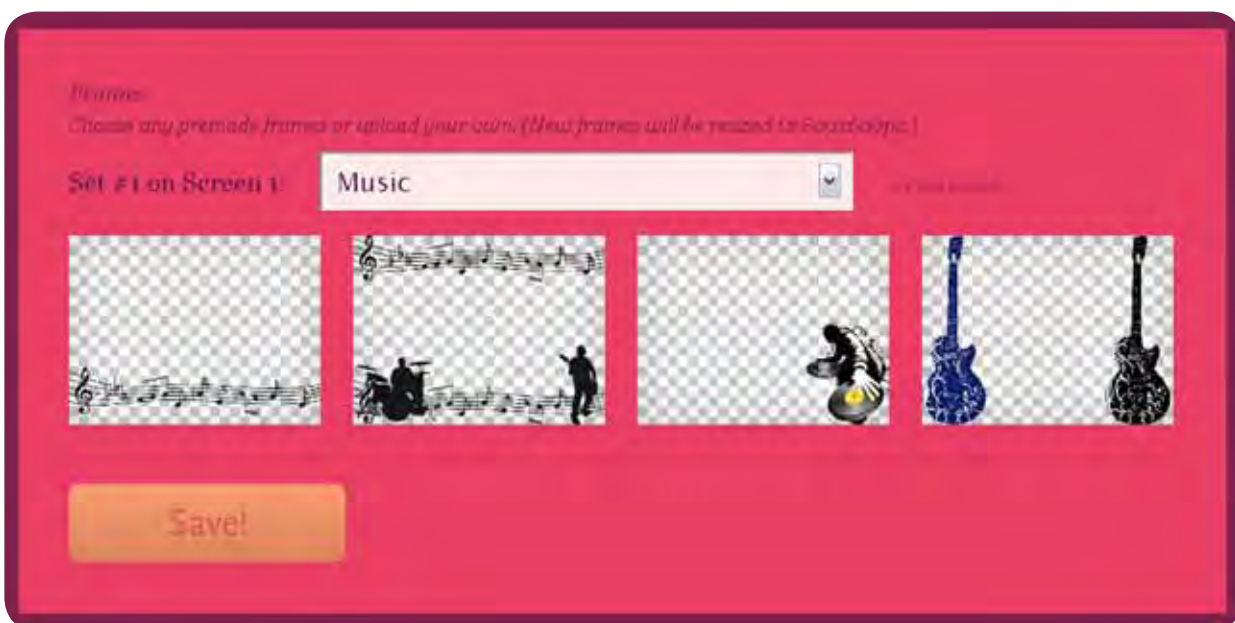 Frames
Choose any premade frames or upload your own. (New frames will be resized to
Set #1 on Screen 1: Music
Save!